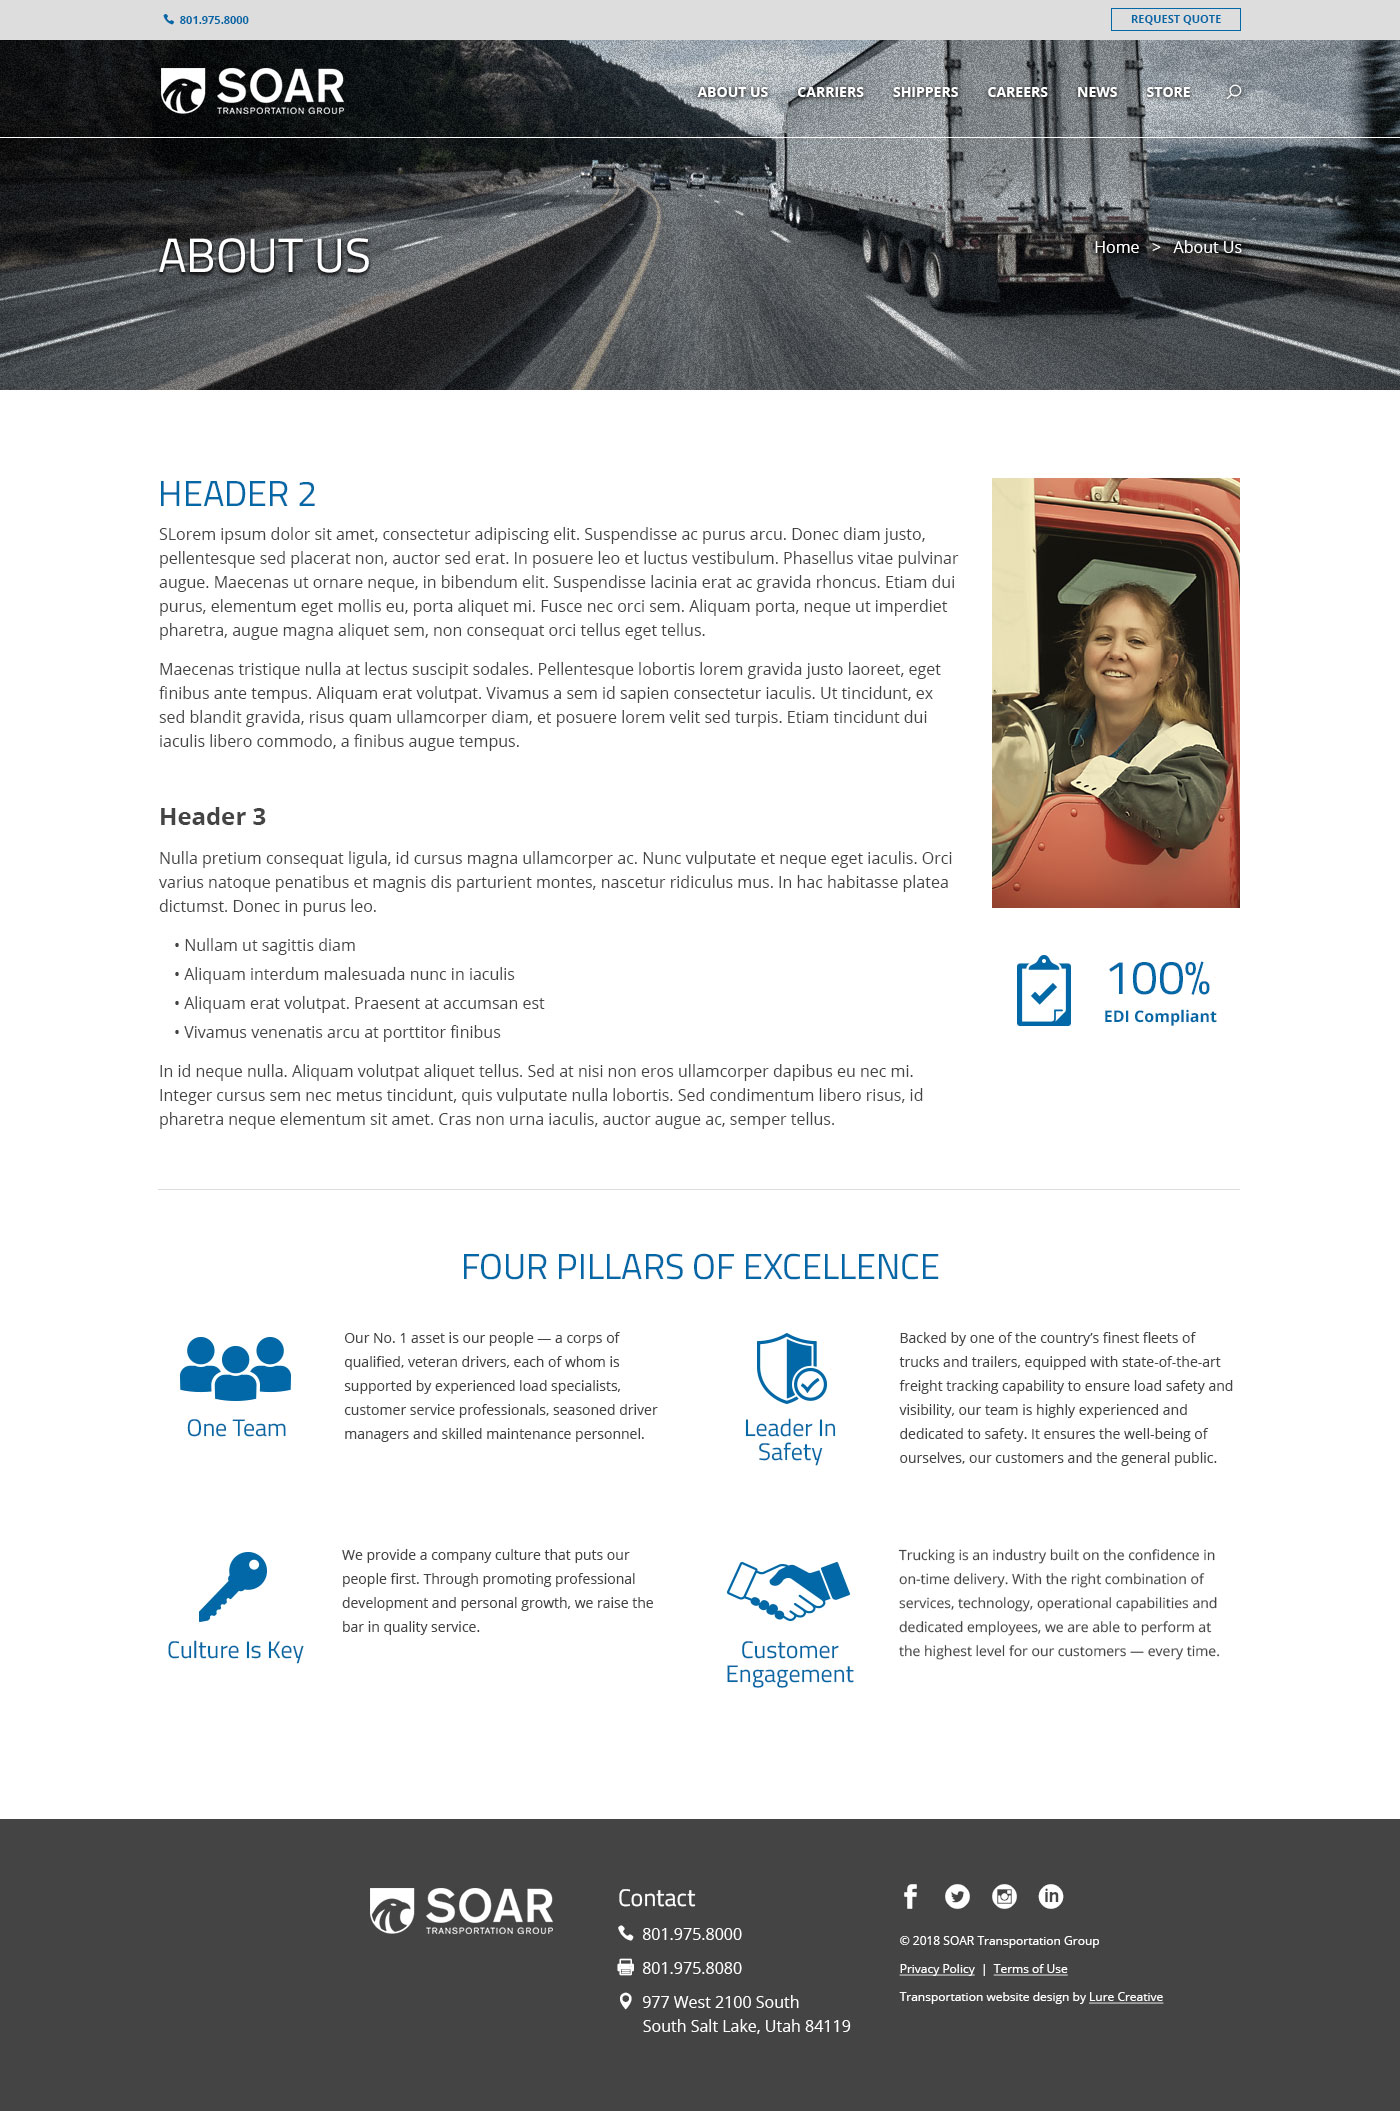 801.975.8000
REQUEST QUOTE
SOAR
TRANSPORTATION GROUP
ABOUT US
CARRIERS
SHIPPERS
CAREERS
NEWS
STORE
ABOUT US
Home > About Us
HEADER 2
SLorem ipsum dolor sit amet, consectetur adipiscing elit. Suspendisse ac purus arcu. Donec diam justo,
pellentesque sed placerat non, auctor sed erat. In posuere leo et luctus vestibulum. Phasellus vitae pulvinar
augue. Maecenas ut ornare neque, in bibendum elit. Suspendisse lacinia erat ac gravida rhoncus. Etiam dui
purus, elementum eget mollis eu, porta aliquet mi. Fusce nec orci sem. Aliquam porta, neque ut imperdiet
pharetra, augue magna aliquet sem, non consequat orci tellus eget tellus.
Maecenas tristique nulla at lectus suscipit sodales. Pellentesque lobortis lorem gravida justo laoreet, eget
finibus ante tempus. Aliquam erat volutpat. Vivamus a sem id sapien consectetur iaculis. Ut tincidunt, ex
sed blandit gravida, risus quam ullamcorper diam, et posuere lorem velit sed turpis. Etiam tincidunt dui
iaculis libero commodo, a finibus augue tempus.
Header 3
Nulla pretium consequat ligula, id cursus magna ullamcorper ac. Nunc vulputate et neque eget iaculis. Orci
varius natoque penatibus et magnis dis parturient montes, nascetur ridiculus mus. In hac habitasse platea
dictumst. Donec in purus leo.
• Nullam ut sagittis diam
• Aliquam interdum malesuada nunc in iaculis
• Aliquam erat volutpat. Praesent at accumsan est
• Vivamus venenatis arcu at porttitor finibus
In id neque nulla. Aliquam volutpat aliquet tellus. Sed at nisi non eros ullamcorper dapibus eu nec mi.
Integer cursus sem nec metus tincidunt, quis vulputate nulla lobortis. Sed condimentum libero risus, id
pharetra neque elementum sit amet. Cras non urna iaculis, auctor augue ac, semper tellus.
100%
EDI Compliant
FOUR PILLARS OF EXCELLENCE
One Team
Our No. 1 asset is our people — a corps of
qualified, veteran drivers, each of whom is
supported by experienced load specialists,
customer service professionals, seasoned driver
managers and skilled maintenance personnel.
Leader In
Safety
Backed by one of the country’s finest fleets of
trucks and trailers, equipped with state-of-the-art
freight tracking capability to ensure load safety and
visibility, our team is highly experienced and
dedicated to safety. It ensures the well-being of
ourselves, our customers and the general public.
Culture Is Key
We provide a company culture that puts our
people first. Through promoting professional
development and personal growth, we raise the
bar in quality service.
Customer
Engagement
Trucking is an industry built on the confidence in
on-time delivery. With the right combination of
services, technology, operational capabilities and
dedicated employees, we are able to perform at
the highest level for our customers — every time.
SOAR
TRANSPORTATION GROUP
Contact
801.975.8000
801.975.8080
977 West 2100 South
South Salt Lake, Utah 84119
© 2018 SOAR Transportation Group
Privacy Policy | Terms of Use
Transportation website design by Lure Creative